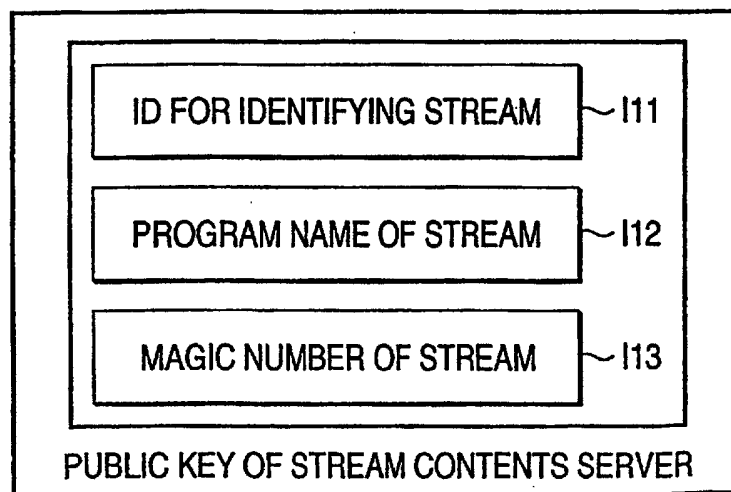 ID FOR IDENTIFYING STREAM ~ I11
PROGRAM NAME OF STREAM ~ I12
MAGIC NUMBER OF STREAM ~ I13
PUBLIC KEY OF STREAM CONTENTS SERVER